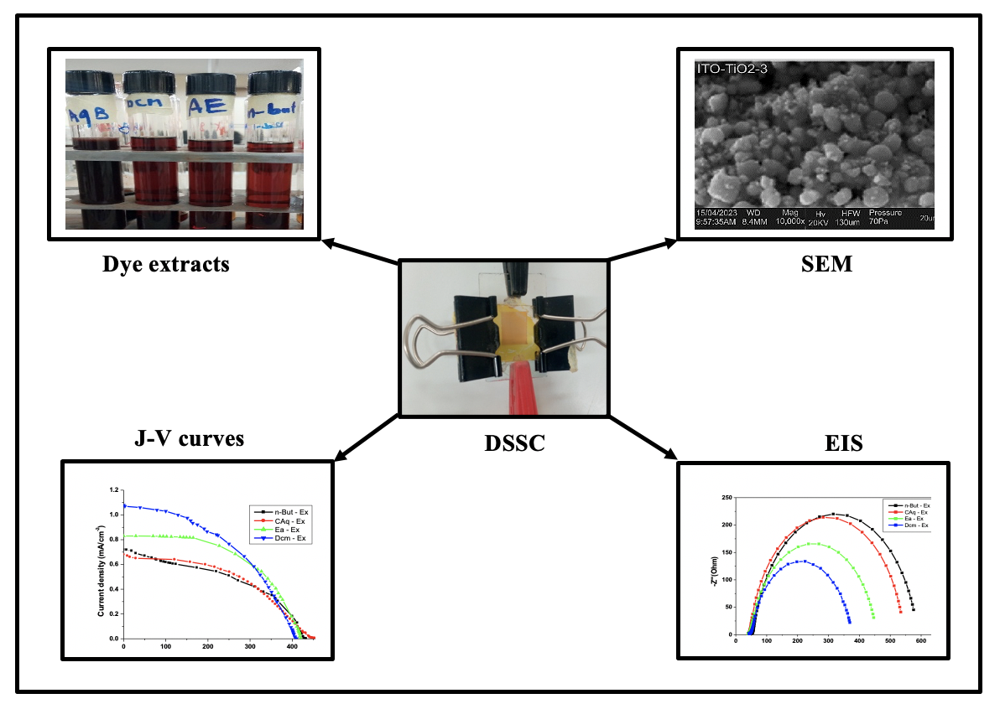 AqB
Dcm
AE
n-but
Dye extracts
ITO-TiO2-3
15/04/2023 WD Mag Hv HFW Pressure
9:57:35AM 8.4MM 10,000x 20KV 130um 70Pa 20um
SEM
DSSC
J-V curves
Current density (mA/cm²)
1.2
1.0
0.8
0.6
0.4
0.2
0.0
0 100 200 300 400
n-But - Ex
CAq - Ex
Ea - Ex
Dcm - Ex
EIS
-Z''(Ohm)
250
200
150
100
50
0
0 100 200 300 400 500 600
n-But - Ex
CAq - Ex
Ea - Ex
Dcm - Ex